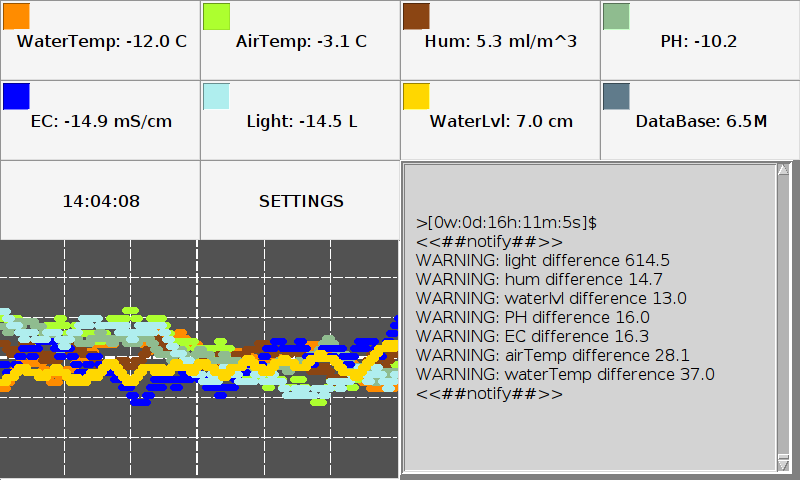 WaterTemp: -12.0 C
AirTemp: -3.1 C
Hum: 5.3 ml/m^3
PH: -10.2
EC: -14.9 mS/cm
Light: -14.5 L
WaterLvl: 7.0 cm
DataBase: 6.5M
14:04:08
SETTINGS
>[0w:0d:16h:11m:5s]$
<<##notify##>>
WARNING: light difference 614.5
WARNING: hum difference 14.7
WARNING: waterlvl difference 13.0
WARNING: PH difference 16.0
WARNING: EC difference 16.3
WARNING: airTemp difference 28.1
WARNING: waterTemp difference 37.0
<<##notify##>>